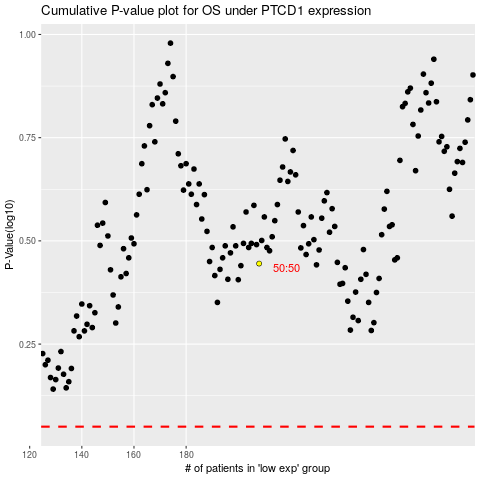 Cumulative P-value plot for OS under PTCD1 expression
P-Value(log10)
1.00
0.75
0.50
0.25
50:50
120 140 160 180
# of patients in 'low exp' group